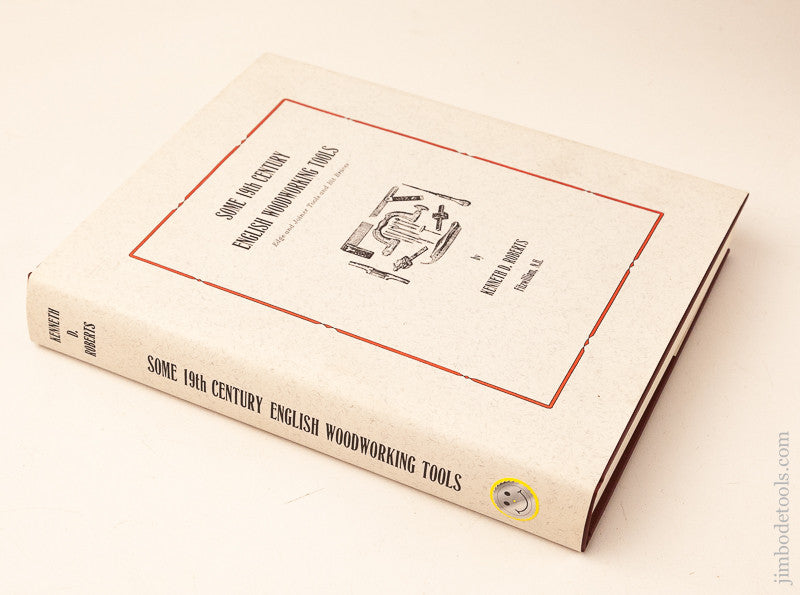 SOME 19th CENTURY
ENGLISH WOODWORKING TOOLS
Edge and Joiner Tools and Bit Braces
by
KENNETH D. ROBERTS
Fitzwilliam, N.H.
KENNETH
D.
ROBERTS
SOME 19th CENTURY ENGLISH WOODWORKING TOOLS
jimbodetools.com